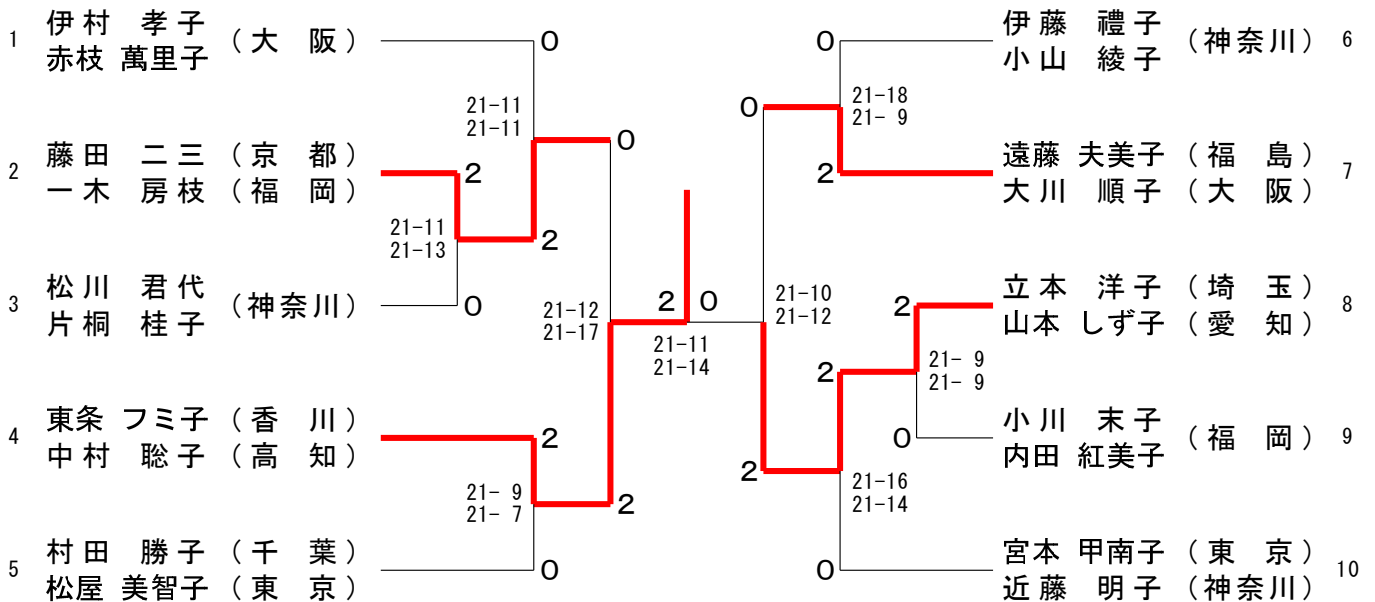 1 伊村 孝子 (大 阪)
赤枝 萬里子
2 藤田 二三 (京 都)
一木 房枝 (福 岡)
3 松川 君代 (神奈川)
片桐 桂子
4 東条 フミ子 (香 川)
中村 聡子 (高 知)
5 村田 勝子 (千 葉)
松屋 美智子 (東 京)
0
21-11
21-11
2
0
21-11
21-13
2
0
21-12
21-17
2
21- 9
21- 7
2
0
2 0
21-11
21-14
0
0
21-18
21- 9
2
21-10
21-12
2
2
21- 9
21- 9
0
2
21-16
21-14
0
伊藤 禮子 (神奈川) 6
小山 綾子
遠藤 夫美子 (福 島) 7
大川 順子 (大 阪)
立本 洋子 (埼 玉) 8
山本 しず子 (愛 知)
小川 末子 (福 岡) 9
内田 紅美子
宮本 甲南子 (東 京) 10
近藤 明子 (神奈川)